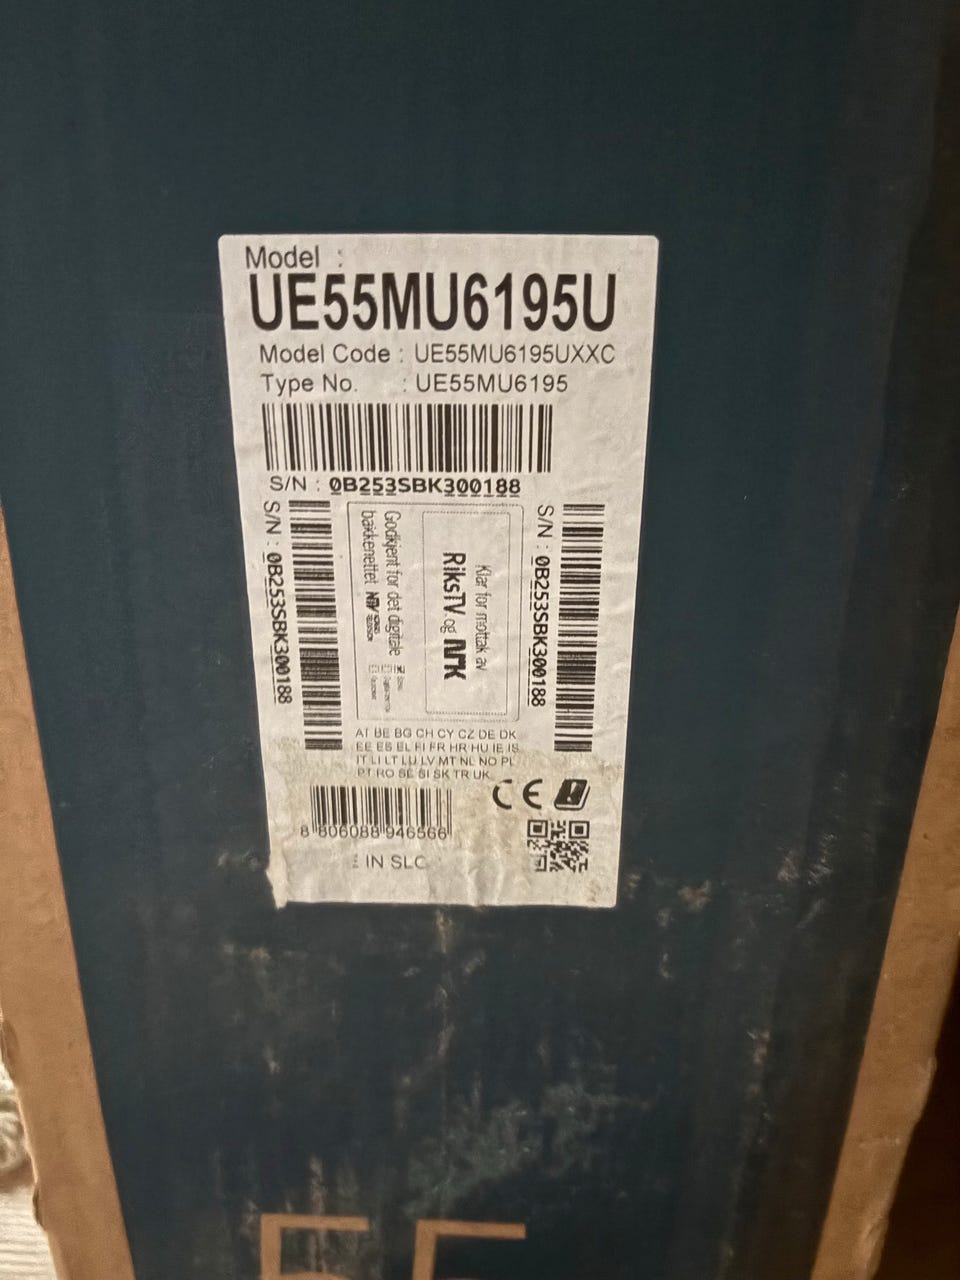 Model :
UE55MU6195U
Model Code : UE55MU6195UXXC
Type No. : UE55MU6195
S/N : 0B253SBK300188
S/N : 0B253SBK300188
Godkjent for det digitale
bakkenettet NTV
Klar for mottak av
RiksTV og NRK
S/N : 0B253SBK300188
AT BE BG CH CY CZ DE DK
EE ES EL FI FR HR HU IE IS
IT LI LT LU LV MT NL NO PL
PT RO SE SI SK TR UK
CE
8 806088 946566
IN SLO
55